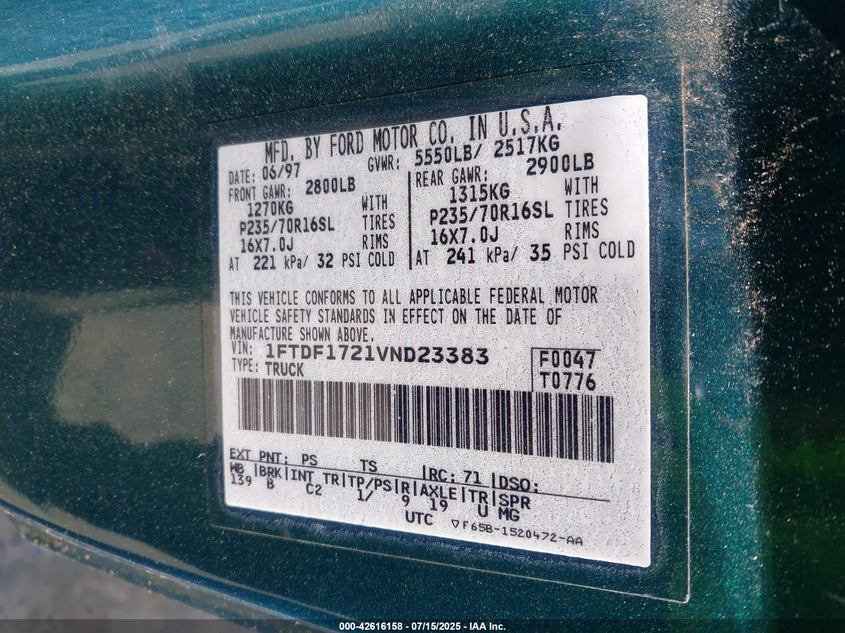 MFD. BY FORD MOTOR CO. IN U.S.A.
DATE: 06/97 GVWR: 5550LB/ 2517KG
FRONT GAWR: 2800LB REAR GAWR: 2900LB
1270KG WITH 1315KG WITH
P235/70R16SL TIRES P235/70R16SL TIRES
16X7.0J RIMS 16X7.0J RIMS
AT 221 kPa/ 32 PSI COLD AT 241 kPa/ 35 PSI COLD
THIS VEHICLE CONFORMS TO ALL APPLICABLE FEDERAL MOTOR
VEHICLE SAFETY STANDARDS IN EFFECT ON THE DATE OF
MANUFACTURE SHOWN ABOVE.
VIN: 1FTDF1721VND23383 F0047
TYPE: TRUCK T0776
EXT PNT: PS TS RC: 71 DSO:
WB BRK INT TR TP/PS R AXLE TR SPR
139 B C2 1/ 9 19 U MG
UTC ▽F65B-1520472-AA
000-42616158 - 07/15/2025 - IAA Inc.